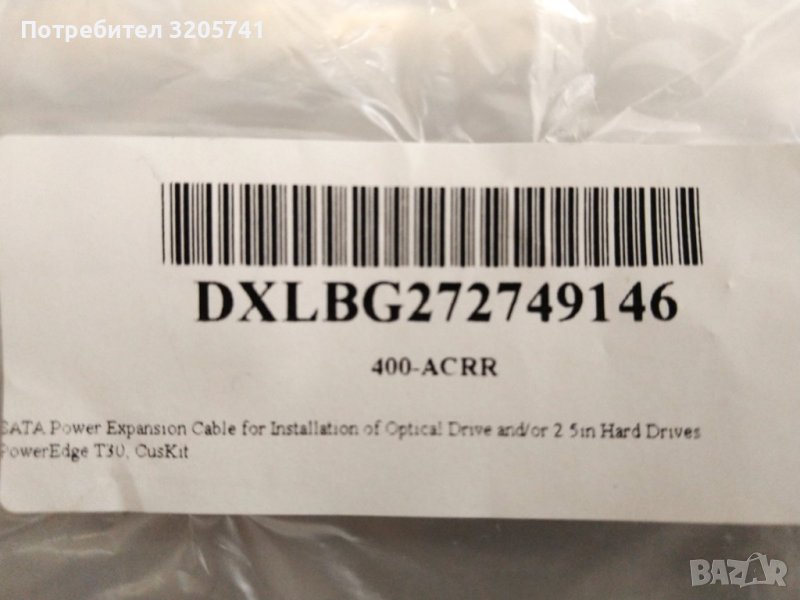 Потребител 3205741
DXLBG272749146
400-ACRR
SATA Power Expansion Cable for Installation of Optical Drive and/or 2.5in Hard Drives
PowerEdge T30, CusKit
BAZAR